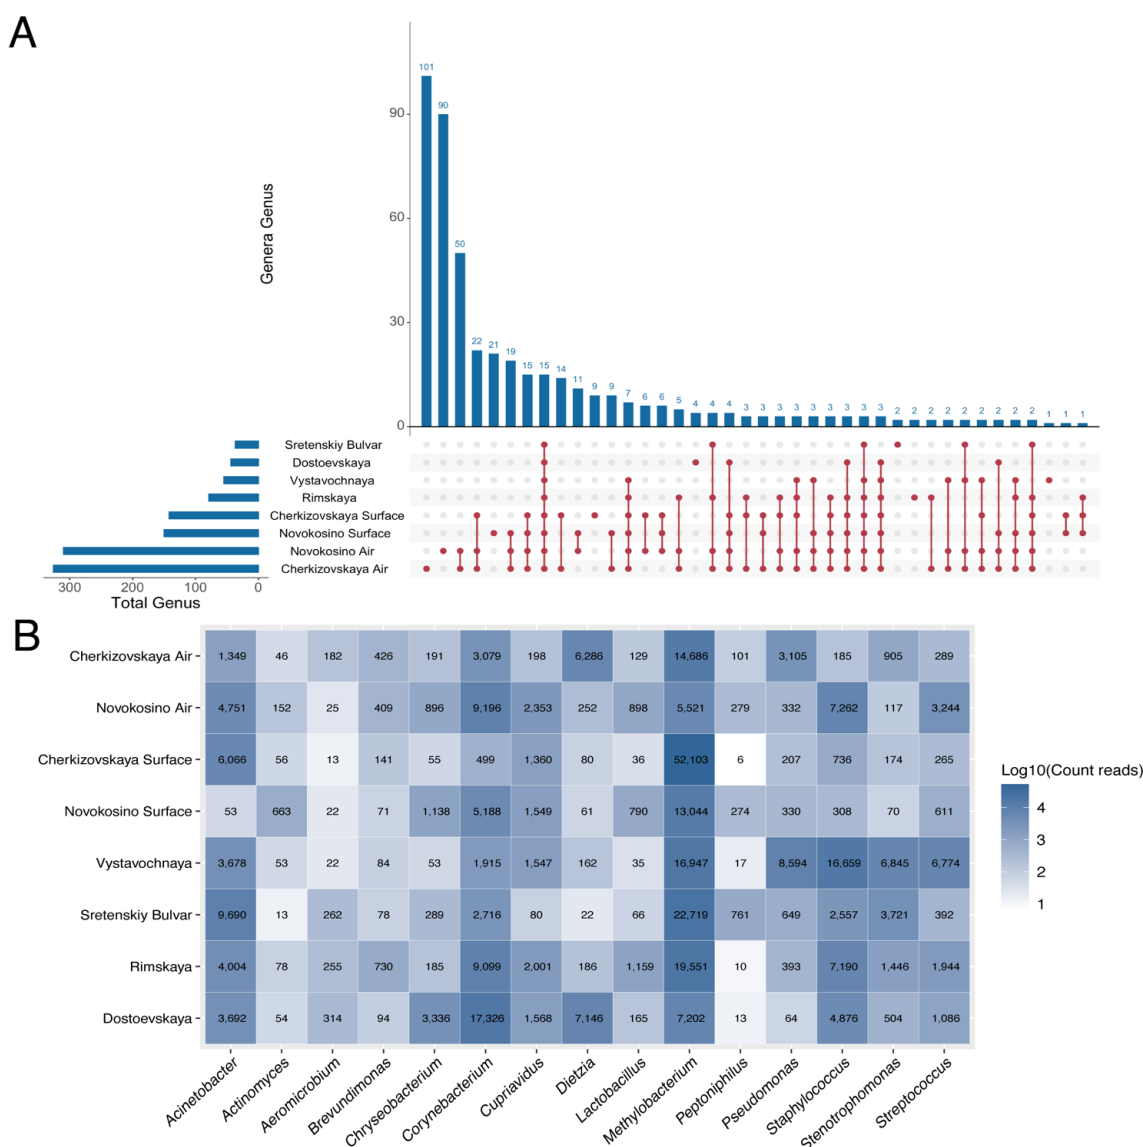 A
Genera Genus
90
60
30
0
101 90 50 22 21 19 15 15 14 11 9 9 7 6 6 5 4 4 4 3 3 3 3 3 3 3 3 3 2 2 2 2 2 2 2 2 2 1 1 1
Sretenskiy Bulvar
Dostoevskaya
Vystavochnaya
Rimskaya
Cherkizovskaya Surface
Novokosino Surface
Novokosino Air
Cherkizovskaya Air
300 200 100 0
Total Genus
B
Cherkizovskaya Air 1,349 46 182 426 191 3,079 198 6,286 129 14,686 101 3,105 185 905 289
Novokosino Air 4,751 152 25 409 896 9,196 2,353 252 898 5,521 279 332 7,262 117 3,244
Cherkizovskaya Surface 6,066 56 13 141 55 499 1,360 80 36 52,103 6 207 736 174 265
Novokosino Surface 53 663 22 71 1,138 5,188 1,549 61 790 13,044 274 330 308 70 611
Vystavochnaya 3,678 53 22 84 53 1,915 1,547 162 35 16,947 17 8,594 16,659 6,845 6,774
Sretenskiy Bulvar 9,690 13 262 78 289 2,716 80 22 66 22,719 761 649 2,557 3,721 392
Rimskaya 4,004 78 255 730 185 9,099 2,001 186 1,159 19,551 10 393 7,190 1,446 1,944
Dostoevskaya 3,692 54 314 94 3,336 17,326 1,568 7,146 165 7,202 13 64 4,876 504 1,086
Acinetobacter Actinomyces Aeromicrobium Brevundimonas Chryseobacterium Corynebacterium Cupriavidus Dietzia Lactobacillus Methylobacterium Peptoniphilus Pseudomonas Staphylococcus Stenotrophomonas Streptococcus
Log10(Count reads)
4
3
2
1